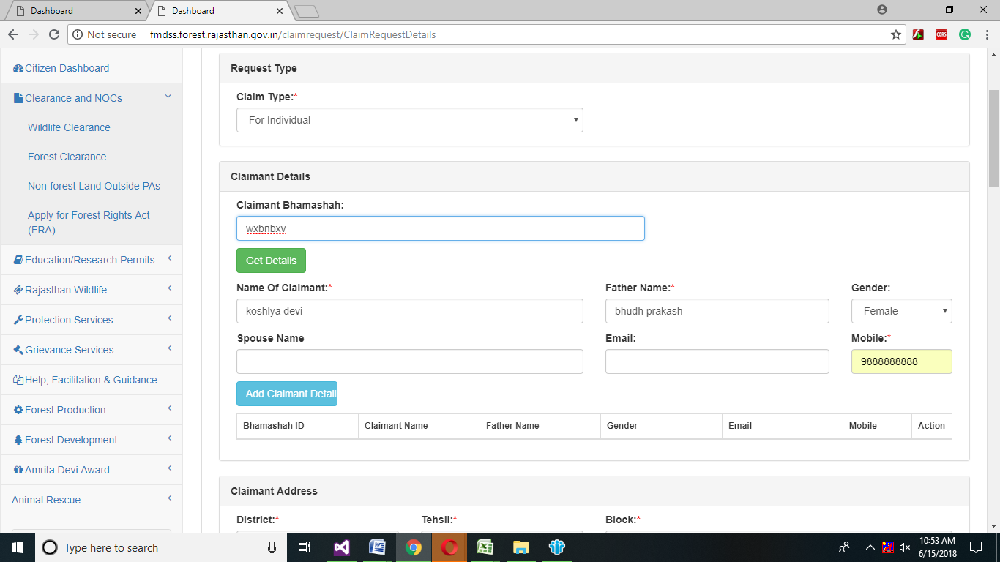 Dashboard
Dashboard
Not secure
fmdss.forest.rajasthan.gov.in/claimrequest/ClaimRequestDetails
CORS
Citizen Dashboard
Clearance and NOCs
Wildlife Clearance
Forest Clearance
Non-forest Land Outside PAs
Apply for Forest Rights Act
(FRA)
Education/Research Permits
Rajasthan Wildlife
Protection Services
Grievance Services
Help, Facilitation & Guidance
Forest Production
Forest Development
Amrita Devi Award
Animal Rescue
Request Type
Claim Type:*
For Individual
Claimant Details
Claimant Bhamashah:
wxbnbxv
Get Details
Name Of Claimant:* Father Name:* Gender:
koshlya devi bhudh prakash Female
Spouse Name Email: Mobile:*
9888888888
Add Claimant Detail
Bhamashah ID Claimant Name Father Name Gender Email Mobile Action
Claimant Address
District:* Tehsil:* Block:*
Type here to search
10:53 AM
6/15/2018